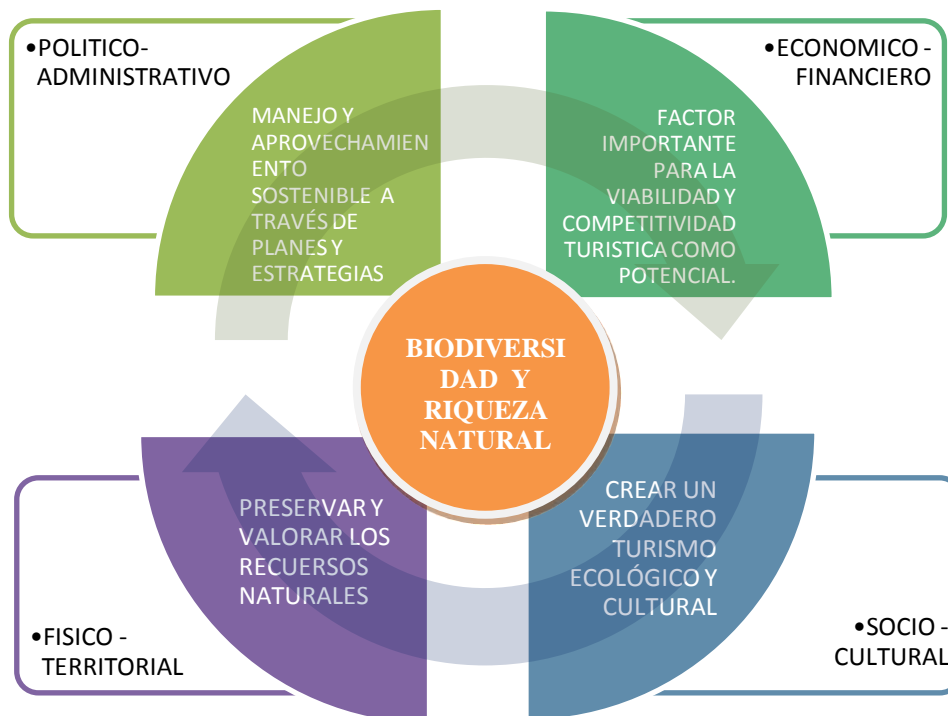 •POLITICO-
ADMINISTRATIVO
MANEJO Y
APROVECHAMIEN
ENTO
SOSTENIBLE A
TRAVÉS DE
PLANES Y
ESTRATEGIAS
•ECONOMICO -
FINANCIERO
FACTOR
IMPORTANTE
PARA LA
VIABILIDAD Y
COMPETITIVIDAD
TURISTICA COMO
POTENCIAL.
BIODIVERSI
DAD Y
RIQUEZA
NATURAL
PRESERVAR Y
VALORAR LOS
RECUERSOS
NATURALES
•FISICO -
TERRITORIAL
CREAR UN
VERDADERO
TURISMO
ECOLÓGICO Y
CULTURAL
•SOCIO -
CULTURAL